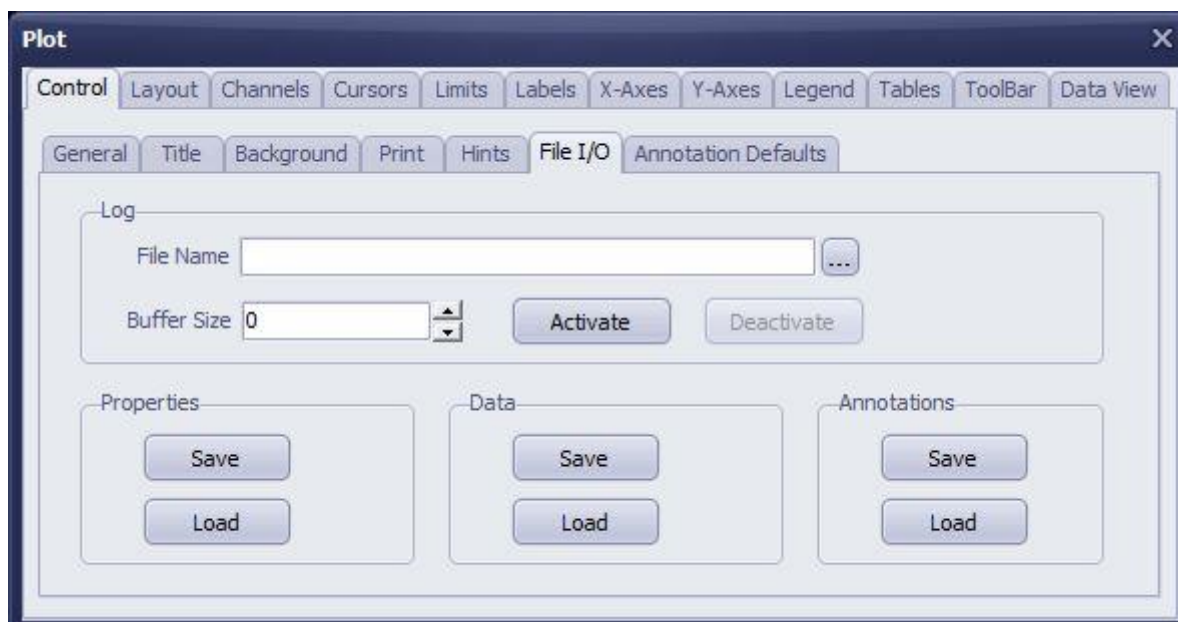 Plot
Control Layout Channels Cursors Limits Labels X-Axes Y-Axes Legend Tables ToolBar Data View
General Title Background Print Hints File I/O Annotation Defaults
Log
File Name ...
Buffer Size 0 Activate Deactivate
Properties Data Annotations
Save Save Save
Load Load Load